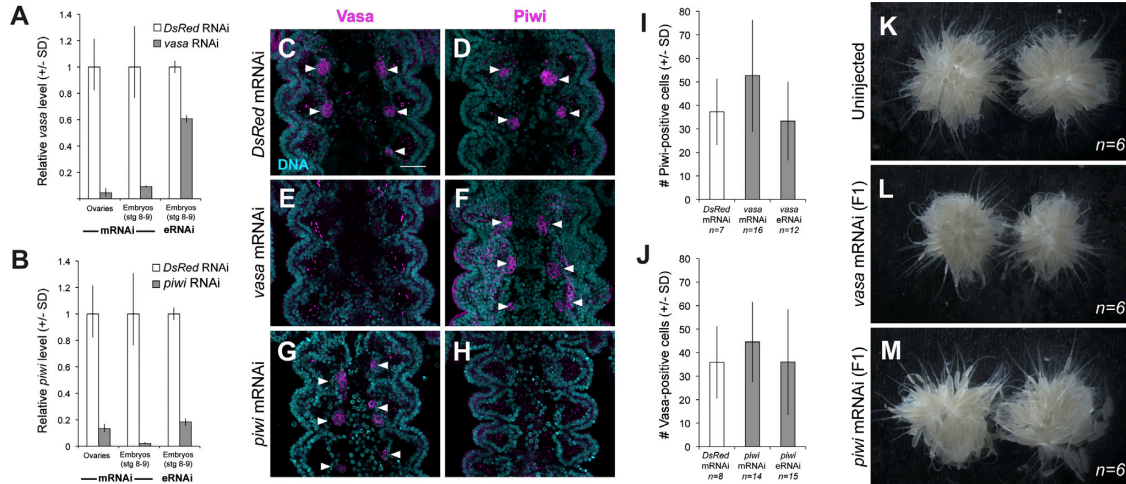 A
Relative vasa level (+/- SD)
1.4
1.2
1
0.8
0.6
0.4
0.2
DsRed RNAi
vasa RNAi
Ovaries
Embryos
(stg 8-9)
Embryos
(stg 8-9)
mRNAi
eRNAi
B
Relative piwi level (+/- SD)
1.4
1.2
1
0.8
0.6
0.4
0.2
0
DsRed RNAi
piwi RNAi
Ovaries
Embryos
(stg 8-9)
Embryos
(stg 8-9)
mRNAi
eRNAi
Vasa
Piwi
DsRed mRNAi
C
DNA
D
vasa mRNAi
E
F
piwi mRNAi
G
H
I
# Piwi-positive cells (+/- SD)
80
70
60
50
40
30
20
10
0
DsRed
mRNAi
n=7
vasa
mRNAi
n=16
vasa
eRNAi
n=12
J
# Vasa-positive cells (+/- SD)
80
70
60
50
40
30
20
10
0
DsRed
mRNAi
n=8
piwi
mRNAi
n=14
piwi
eRNAi
n=15
Uninjected
K
n=6
vasa mRNAi (F1)
L
n=6
piwi mRNAi (F1)
M
n=6